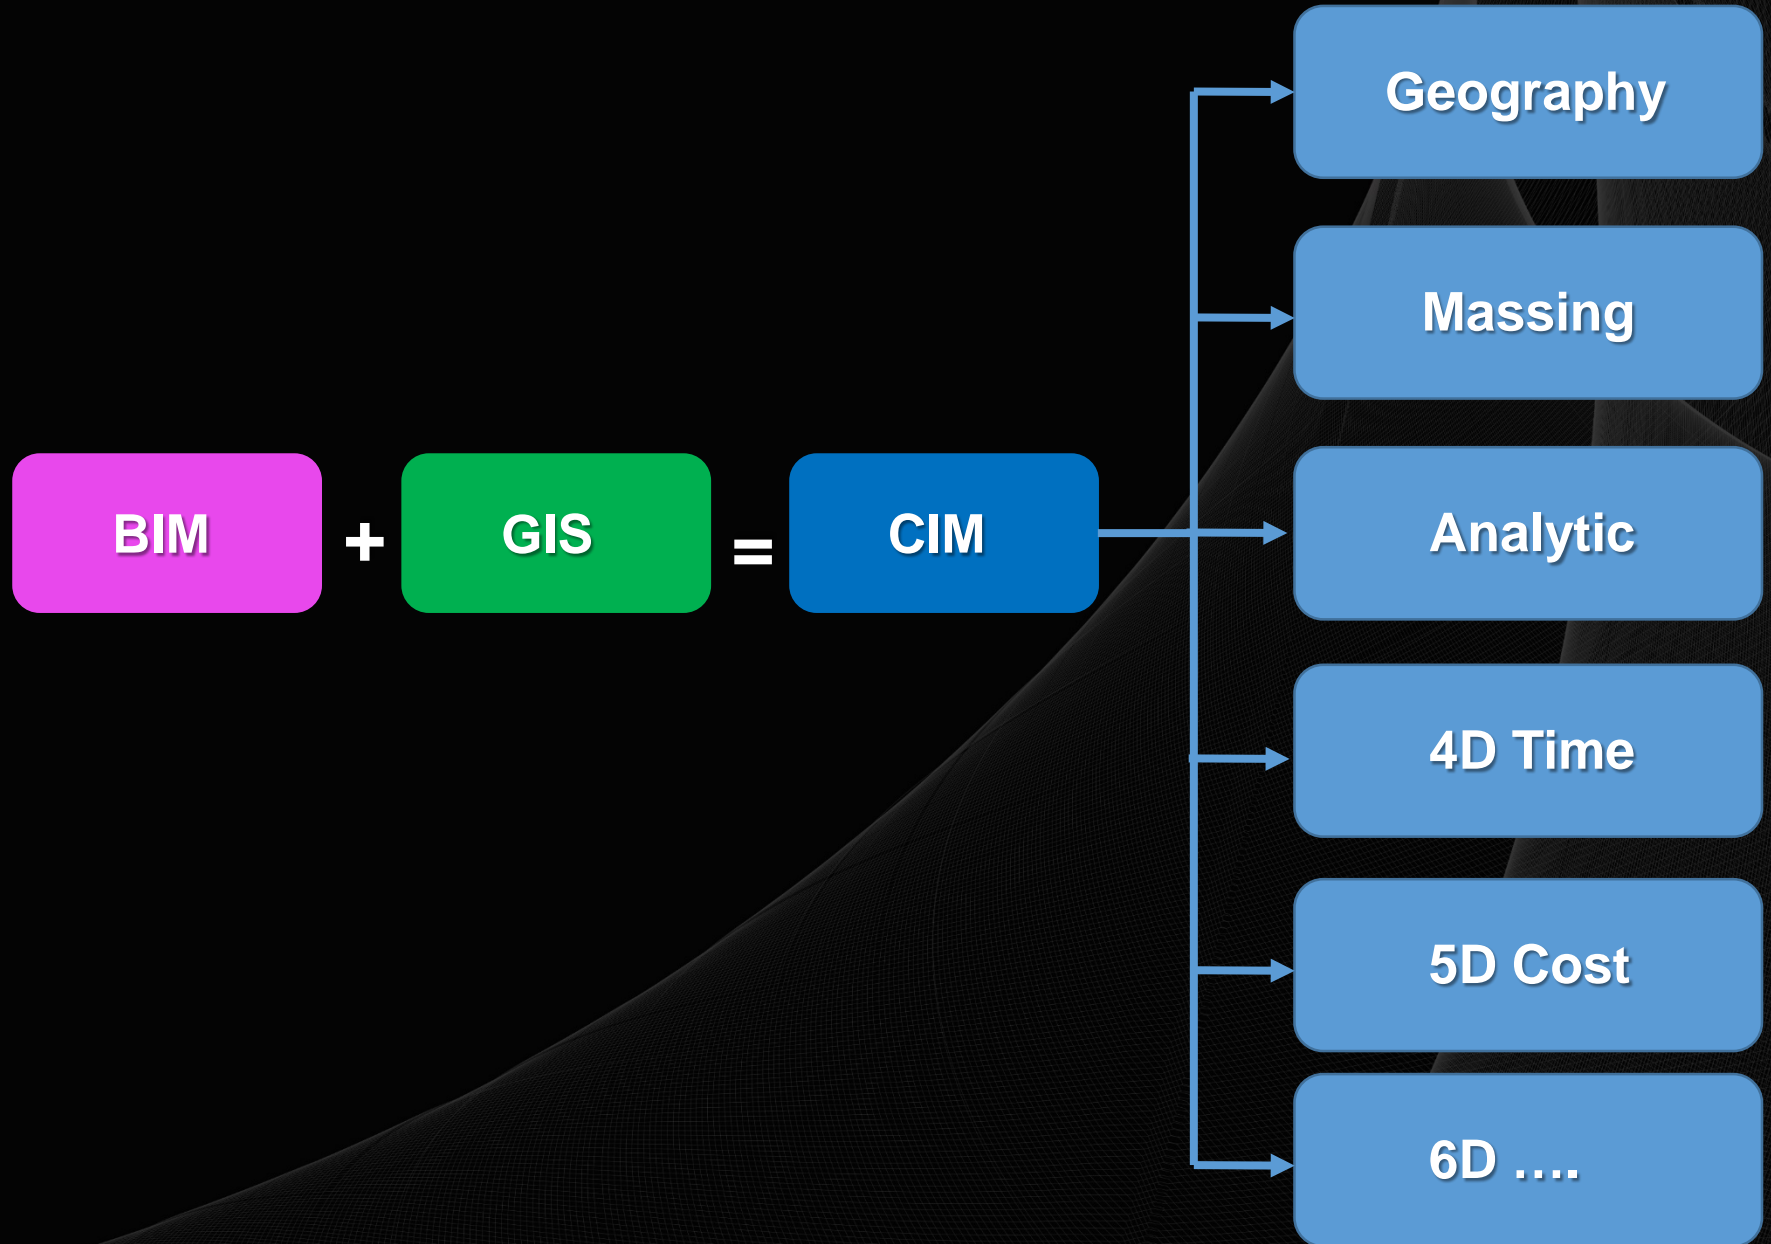 BIM
+
GIS
=
CIM
Geography
Massing
Analytic
4D Time
5D Cost
6D ….